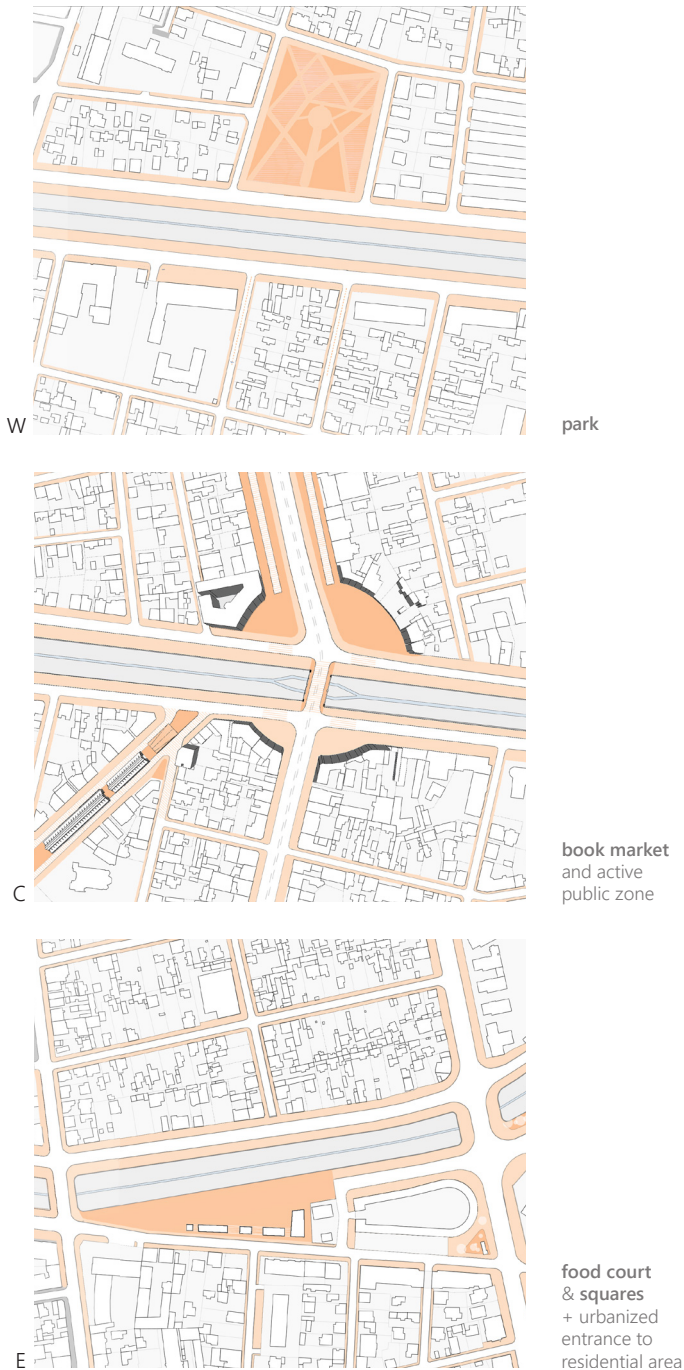 W
park
C
book market
and active
public zone
E
food court
& squares
+ urbanized
entrance to
residential area